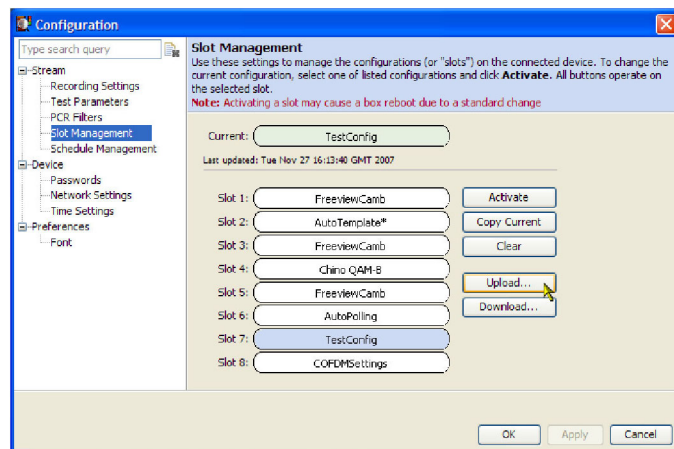 Configuration
Type search query
Stream
Recording Settings
Test Parameters
PCR Filters
Slot Management
Schedule Management
Device
Passwords
Network Settings
Time Settings
Preferences
Font
Slot Management
Use these settings to manage the configurations (or "slots") on the connected device. To change the
current configuration, select one of listed configurations and click Activate. All buttons operate on
the selected slot.
Note: Activating a slot may cause a box reboot due to a standard change
Current: TestConfig
Last updated: Tue Nov 27 16:13:40 GMT 2007
Slot 1: FreeviewCamb
Slot 2: AutoTemplate*
Slot 3: FreeviewCamb
Slot 4: Chino QAM-B
Slot 5: FreeviewCamb
Slot 6: AutoPolling
Slot 7: TestConfig
Slot 8: COFDMSettings
Activate
Copy Current
Clear
Upload...
Download...
OK
Apply
Cancel